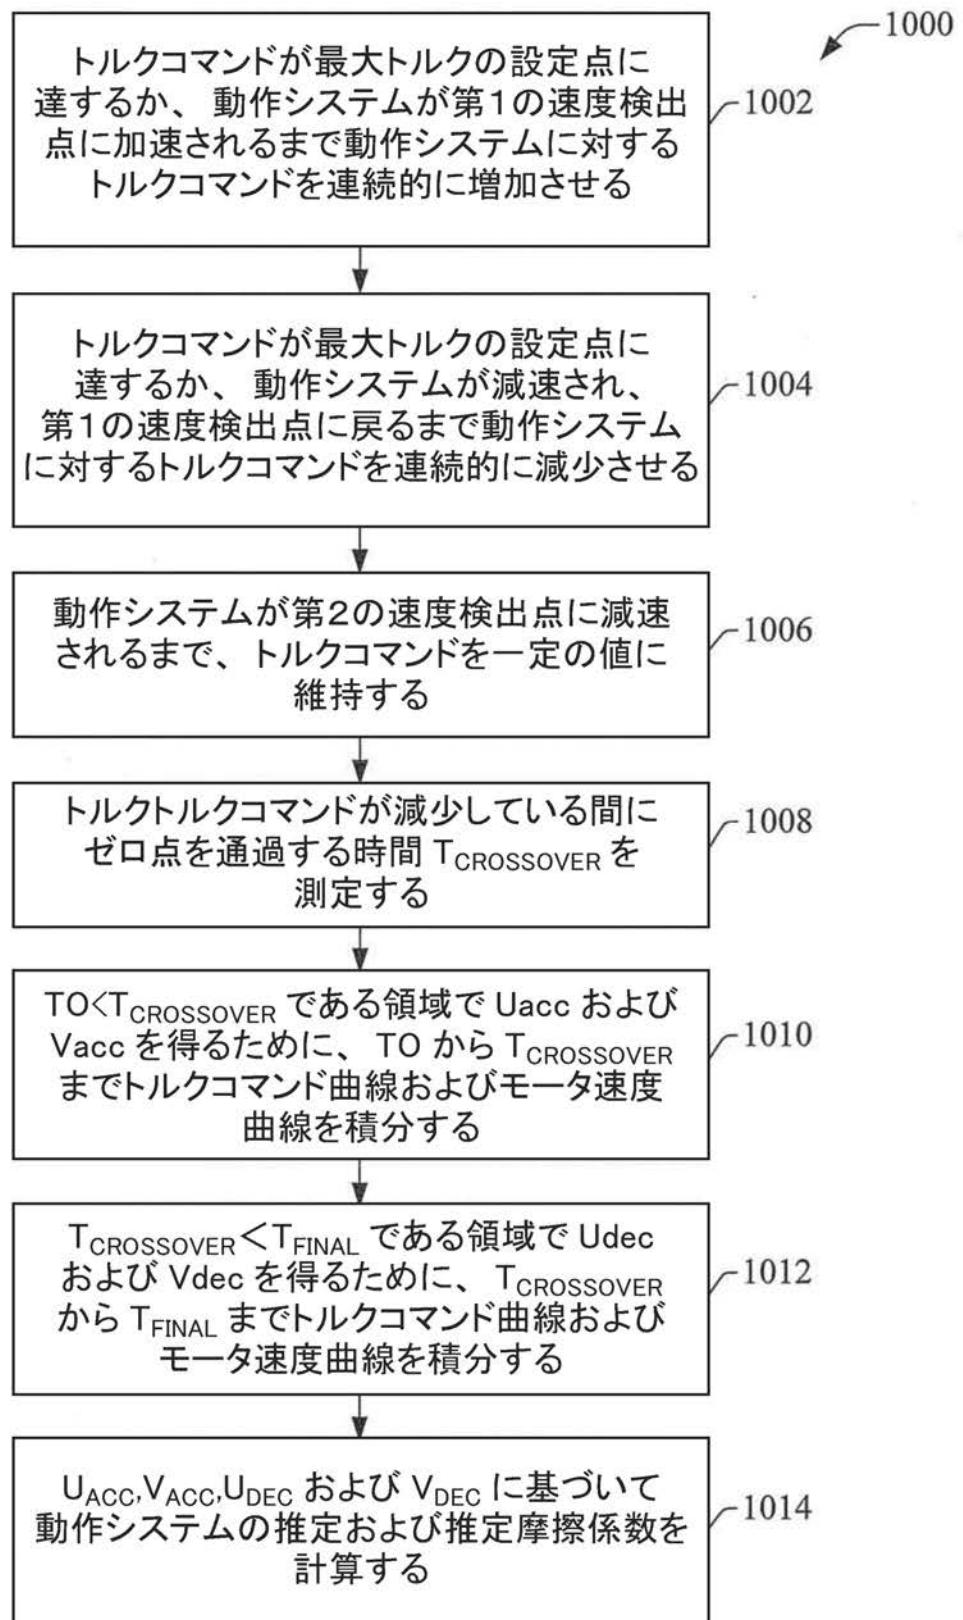 1000
トルクコマンドが最大トルクの設定点に
達するか、動作システムが第1の速度検出
点に加速されるまで動作システムに対する
トルクコマンドを連続的に増加させる
1002
トルクコマンドが最大トルクの設定点に
達するか、動作システムが減速され、
第1の速度検出点に戻るまで動作システム
に対するトルクコマンドを連続的に減少させる
1004
動作システムが第2の速度検出点に減速
されるまで、トルクコマンドを一定の値に
維持する
1006
トルクトルクコマンドが減少している間に
ゼロ点を通過する時間 TCROSSOVER を
測定する
1008
TO<TCROSSOVER である領域で Uacc および
Vacc を得るために、TO から TCROSSOVER
までトルクコマンド曲線およびモータ速度
曲線を積分する
1010
TCROSSOVER<TFINAL である領域で Udec
および Vdec を得るために、TCROSSOVER
から TFINAL までトルクコマンド曲線および
モータ速度曲線を積分する
1012
UACC,VACC,UDEC および VDEC に基づいて
動作システムの推定および推定摩擦係数を
計算する
1014